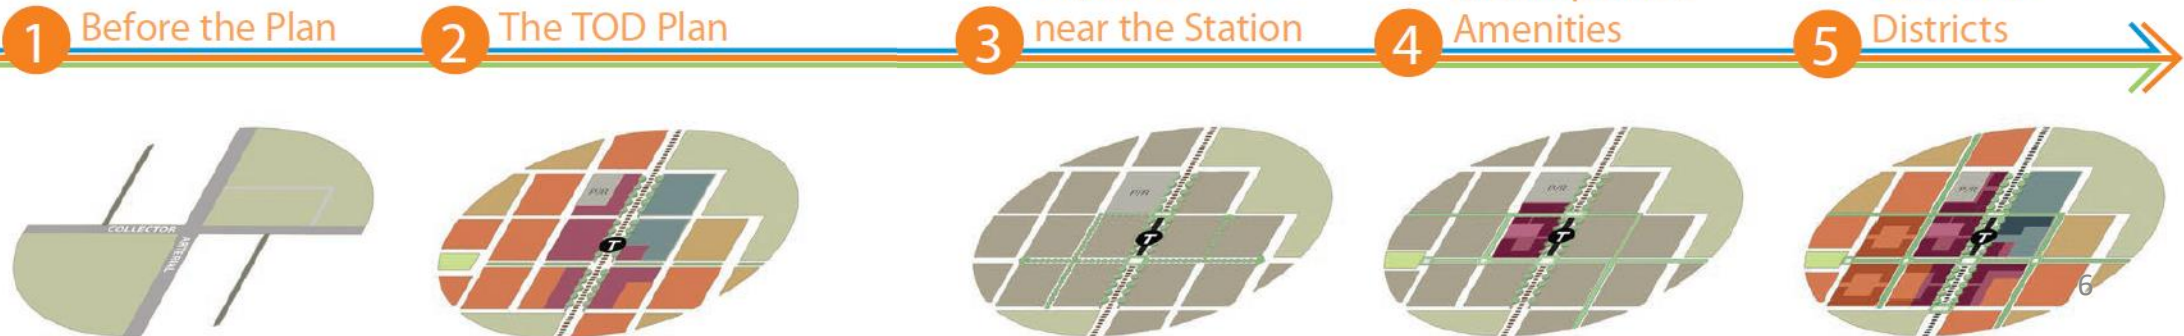 1 Before the Plan
2 The TOD Plan
3 near the Station
4 Amenities
5 Districts
COLLECTOR
ARTERIAL
P/R
T
P/R
T
P/R
T
P/R
T
6